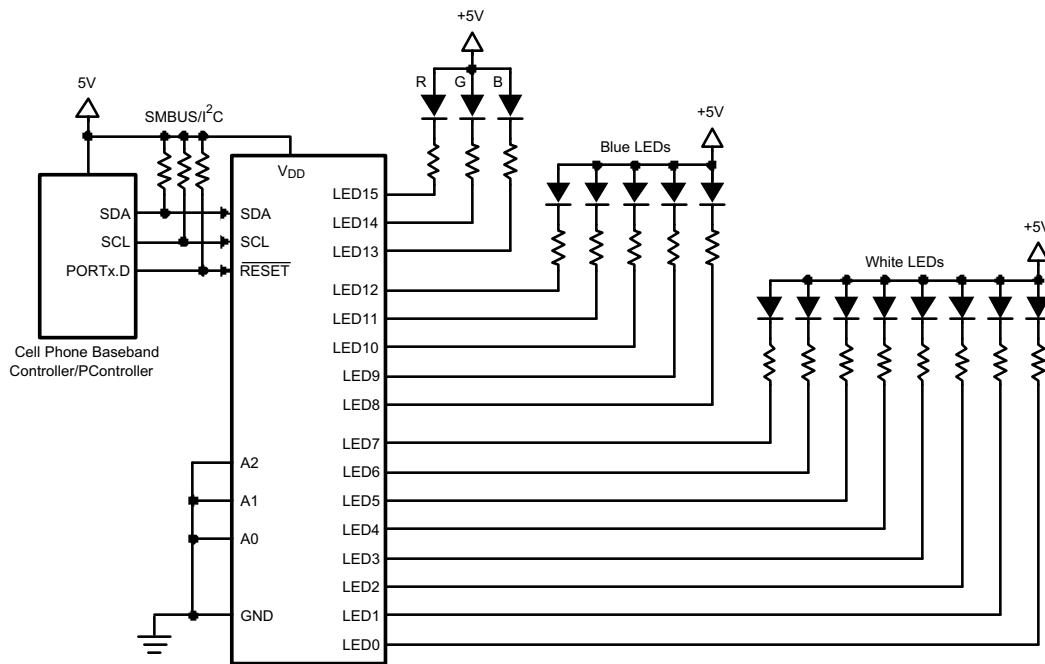 +5V
R G B
5V
SMBUS/I²C
+5V
Blue LEDs
V_DD
LED15
LED14
LED13
SDA SDA
SCL SCL
PORTx.D RESET
+5V
White LEDs
LED12
LED11
LED10
LED9
LED8
Cell Phone Baseband
Controller/PController
LED7
LED6
LED5
LED4
LED3
LED2
LED1
LED0
A2
A1
A0
GND